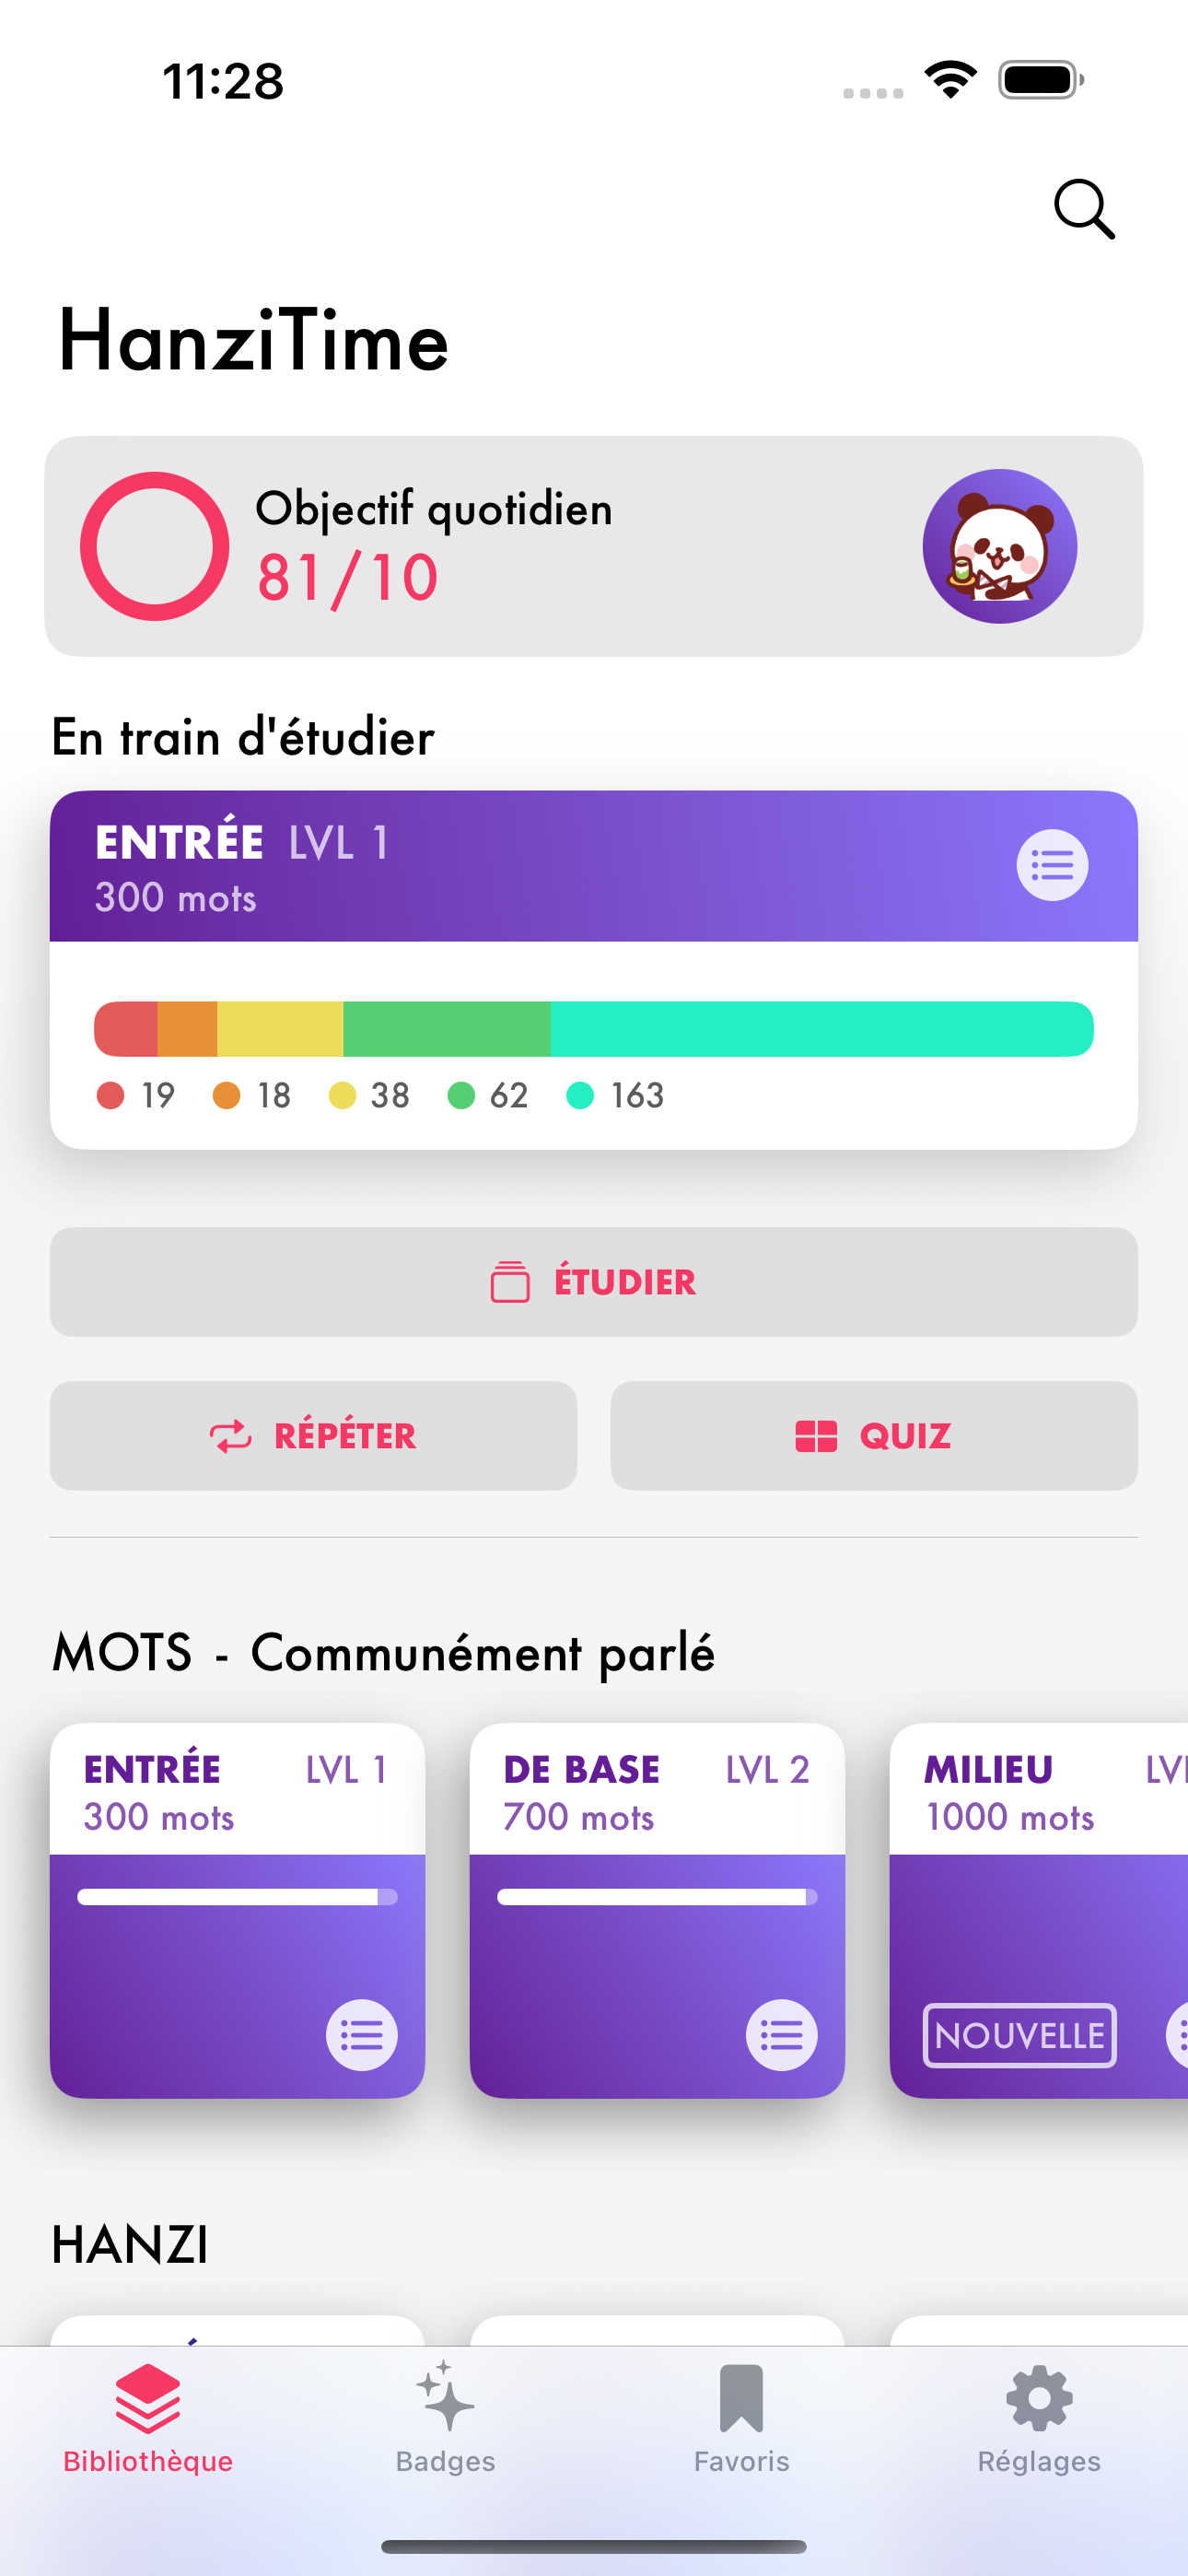 11:28
HanziTime
Objectif quotidien
81/10
En train d'étudier
ENTRÉE LVL 1
300 mots
19 18 38 62 163
ÉTUDIER
RÉPÉTER QUIZ
MOTS - Communément parlé
ENTRÉE LVL 1 DE BASE LVL 2 MILIEU
300 mots 700 mots 1000 mots
NOUVELLE
HANZI
Bibliothèque Badges Favoris Réglages